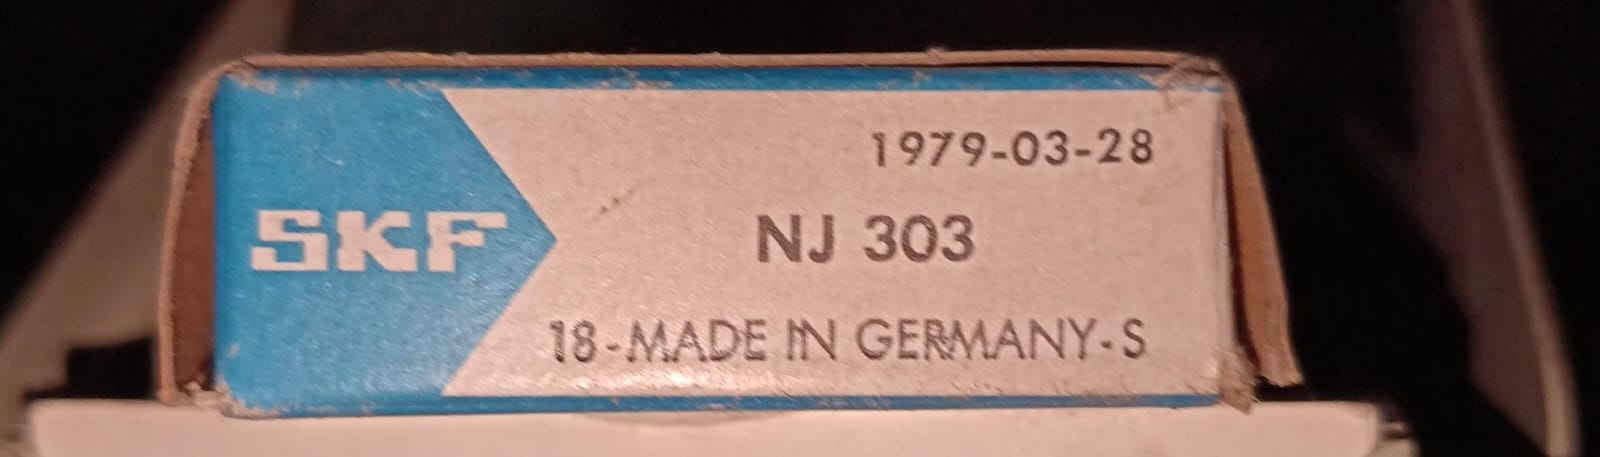 1979-03-28
SKF
NJ 303
18-MADE IN GERMANY-S